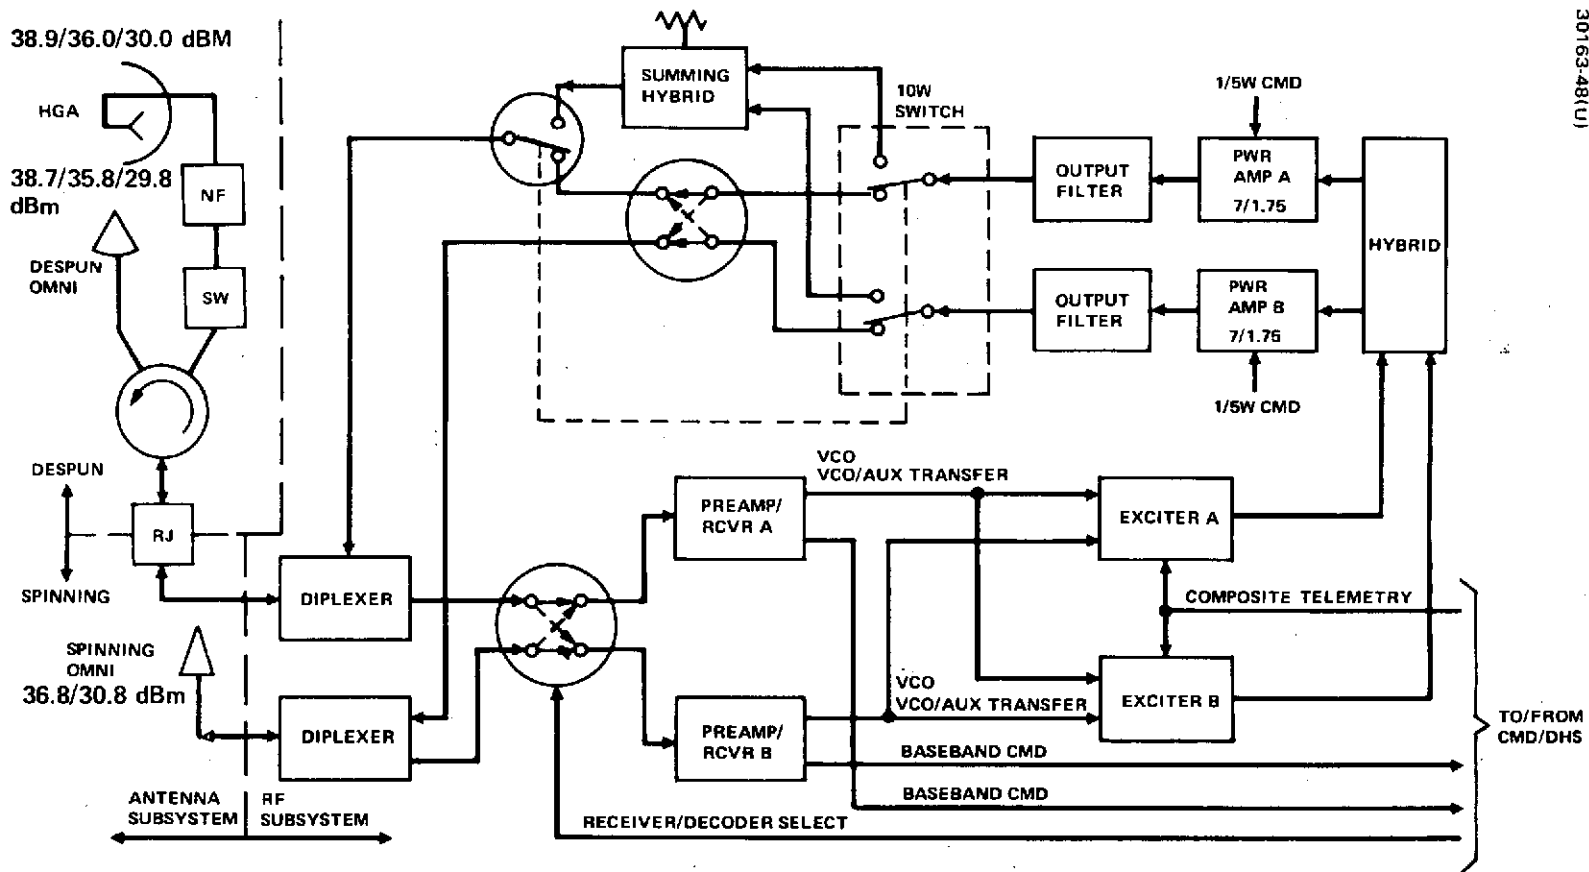 30163-48(U)
38.9/36.0/30.0 dBM
HGA
38.7/35.8/29.8
dBm
NF
DESPUN
OMNI
SW
DESPUN
RJ
SPINNING
SPINNING
OMNI
36.8/30.8 dBm
ANTENNA
SUBSYSTEM
RF
SUBSYSTEM
SUMMING
HYBRID
10W
SWITCH
OUTPUT
FILTER
1/5W CMD
PWR
AMP A
7/1.75
HYBRID
OUTPUT
FILTER
PWR
AMP B
7/1.75
1/5W CMD
DIPLEXER
DIPLEXER
PREAMP/
RCVR A
VCO
VCO/AUX TRANSFER
EXCITER A
COMPOSITE TELEMETRY
PREAMP/
RCVR B
VCO
VCO/AUX TRANSFER
EXCITER B
BASEBAND CMD
BASEBAND CMD
RECEIVER/DECODER SELECT
TO/FROM
CMD/DHS